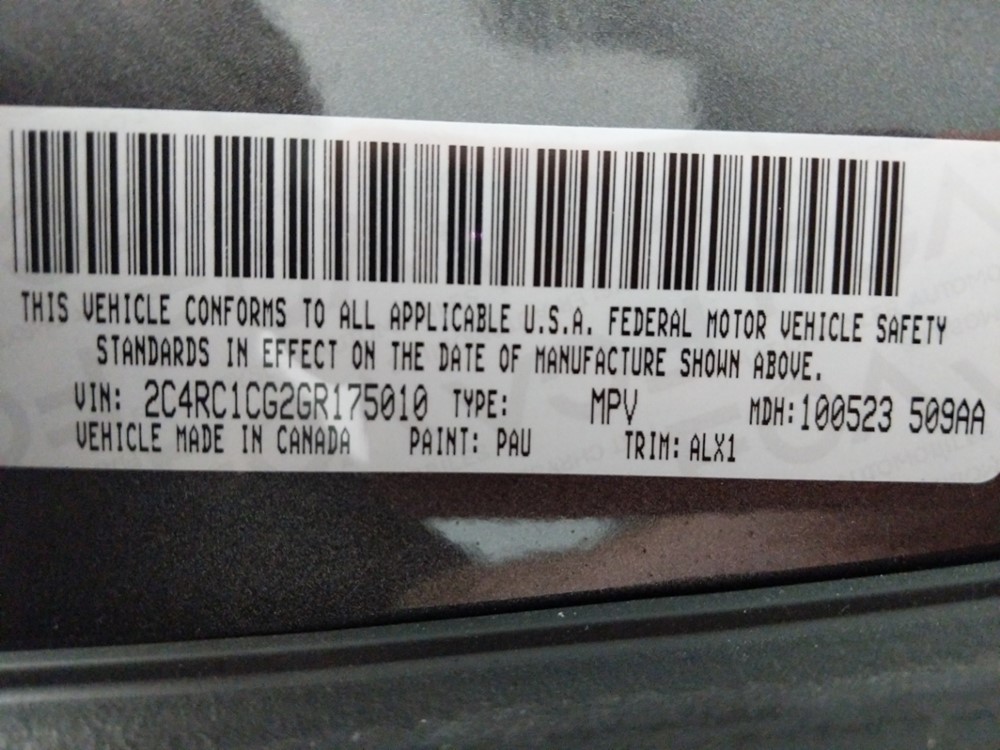 THIS VEHICLE CONFORMS TO ALL APPLICABLE U.S.A. FEDERAL MOTOR VEHICLE SAFETY
STANDARDS IN EFFECT ON THE DATE OF MANUFACTURE SHOWN ABOVE.
VIN: 2C4RC1CG2GR175010 TYPE: MPV MDH:100523 509AA
VEHICLE MADE IN CANADA PAINT: PAU TRIM: ALX1